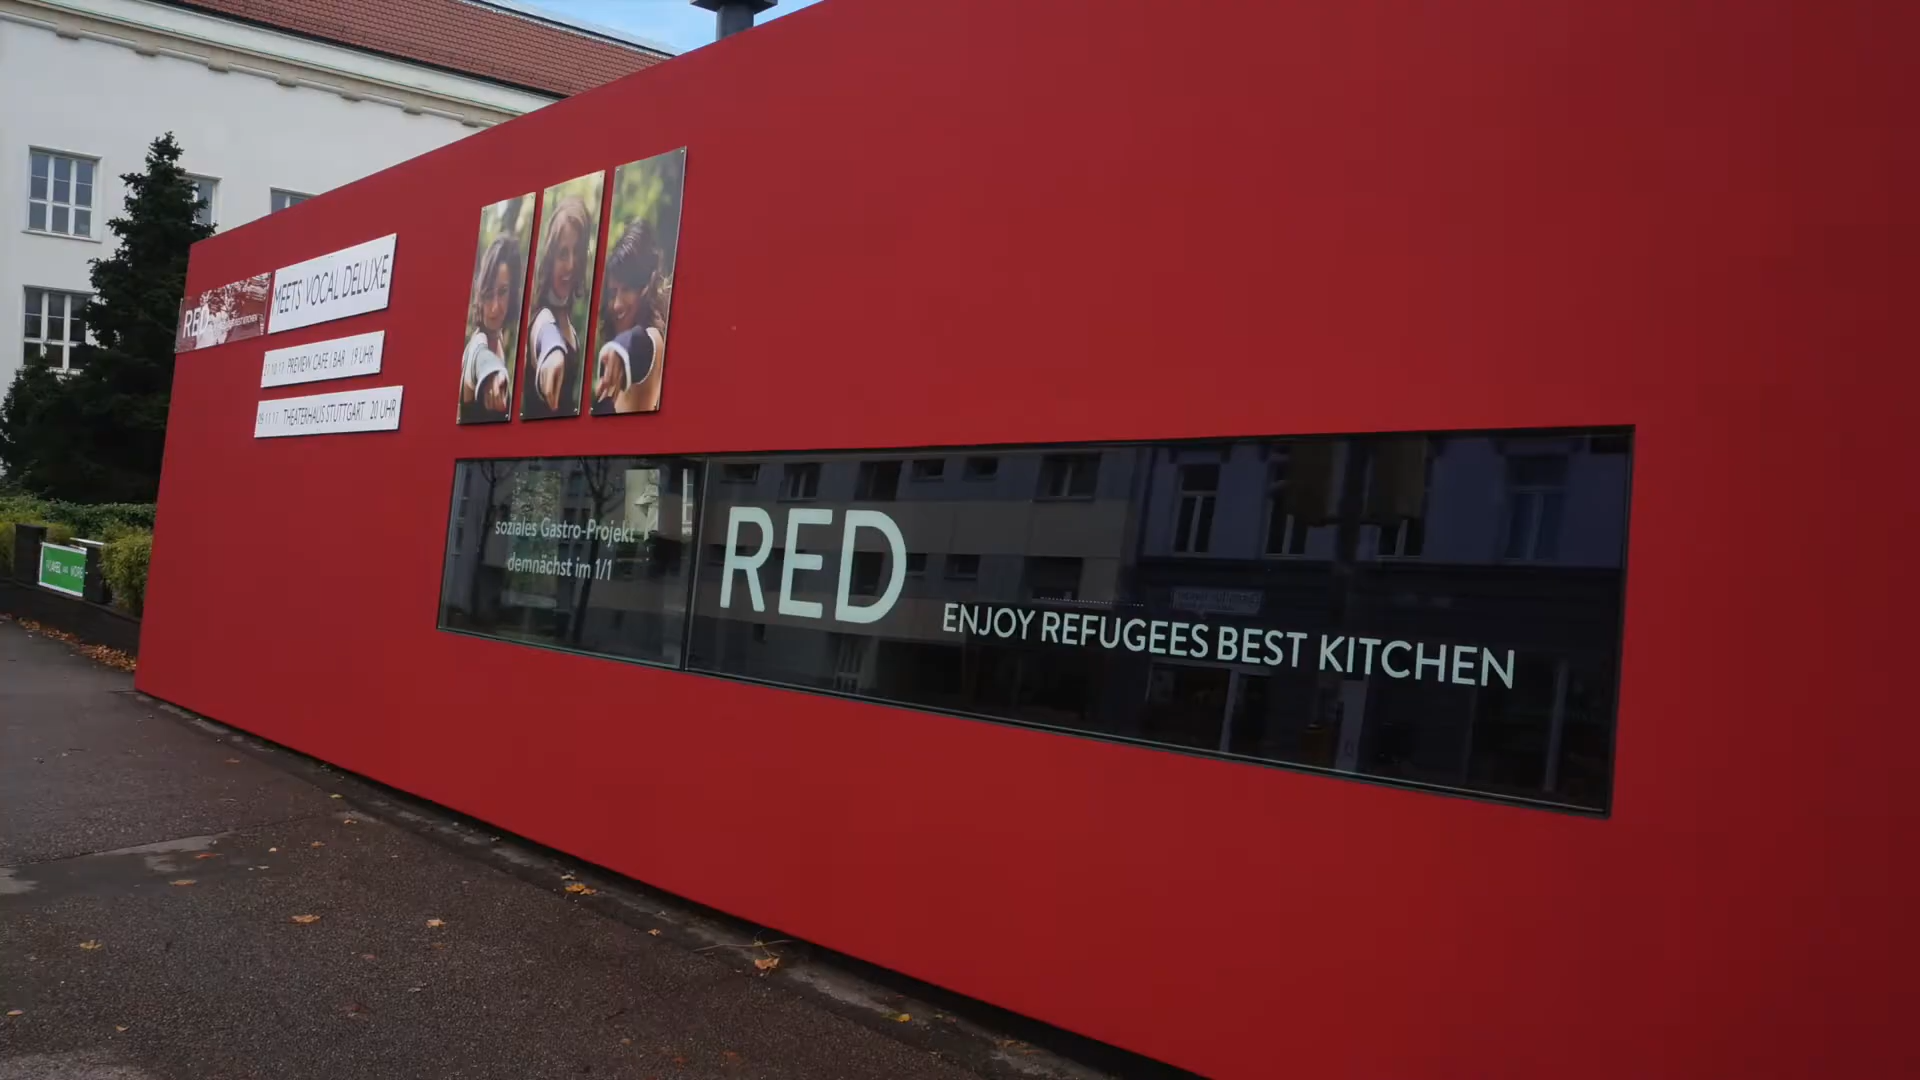 RED
MEETS VOCAL DELUXE
PREVIEW CAFE | BAR 19 UHR
THEATERHAUS STUTTGART 20 UHR
soziales Gastro-Projekt
demnächst im 1/1
RED
ENJOY REFUGEES BEST KITCHEN